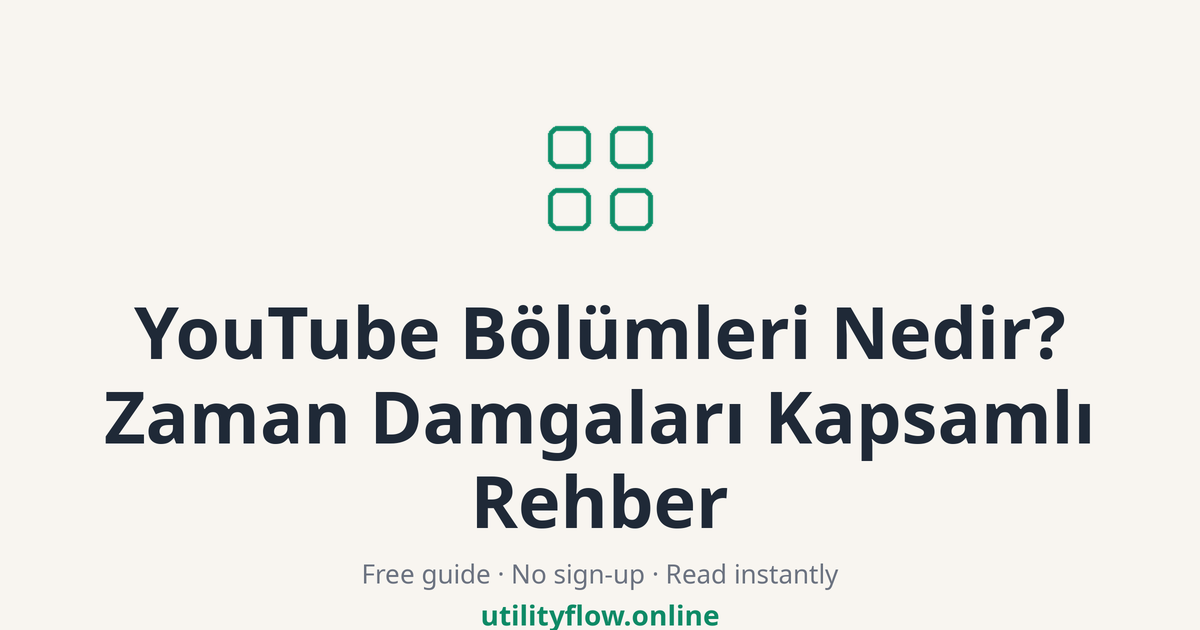 YouTube Bölümleri Nedir?
Zaman Damgaları Kapsamlı
Rehber
Free guide · No sign-up · Read instantly
utilityflow.online